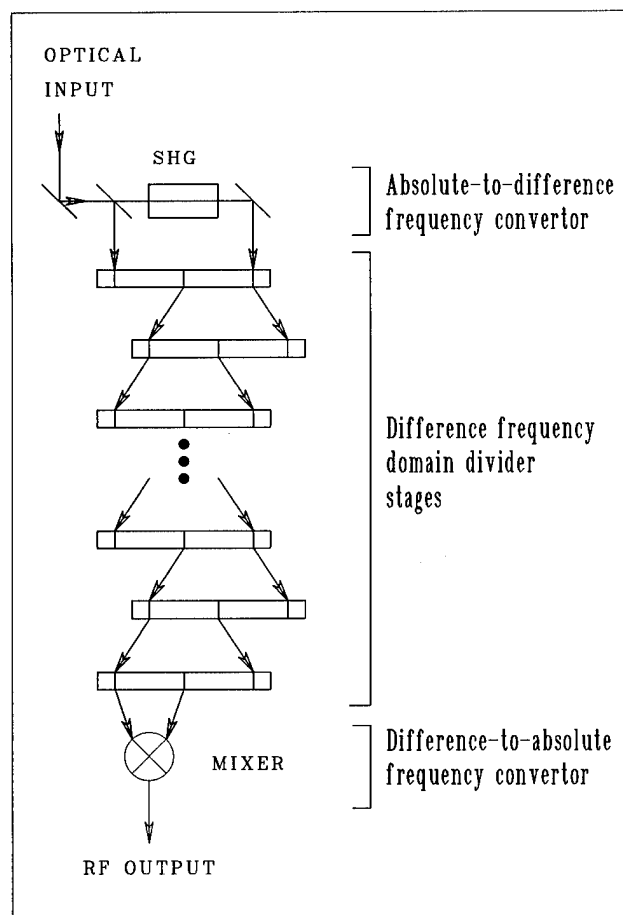 OPTICAL
INPUT
SHG
Absolute-to-difference
frequency convertor
Difference frequency
domain divider
stages
MIXER
Difference-to-absolute
frequency convertor
RF OUTPUT